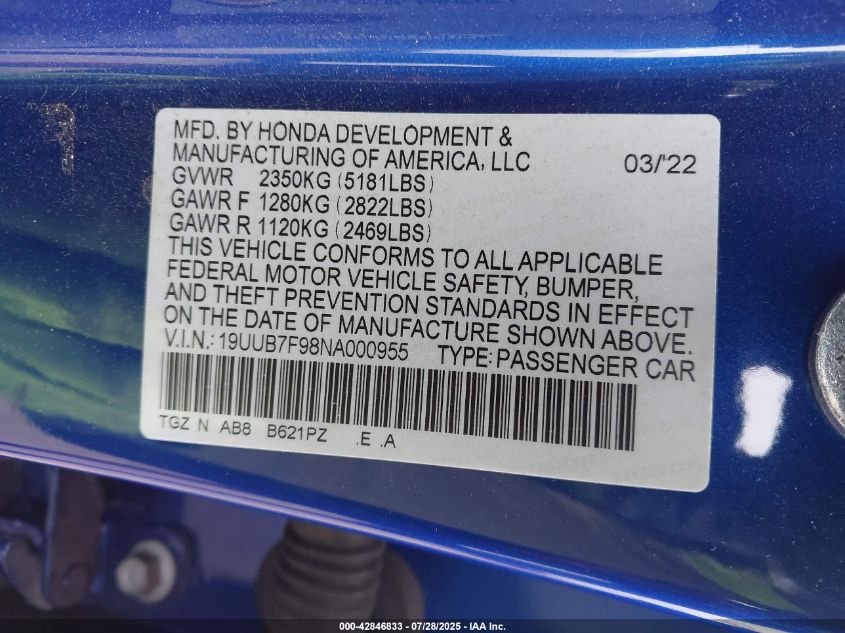 MFD. BY HONDA DEVELOPMENT &
MANUFACTURING OF AMERICA, LLC 03/'22
GVWR 2350KG (5181LBS)
GAWR F 1280KG (2822LBS)
GAWR R 1120KG (2469LBS)
THIS VEHICLE CONFORMS TO ALL APPLICABLE
FEDERAL MOTOR VEHICLE SAFETY, BUMPER,
AND THEFT PREVENTION STANDARDS IN EFFECT
ON THE DATE OF MANUFACTURE SHOWN ABOVE.
V.I.N.: 19UUB7F98NA000955 TYPE: PASSENGER CAR
TGZ N AB8 B621PZ .E .A
000-42846833 - 07/28/2025 - IAA Inc.